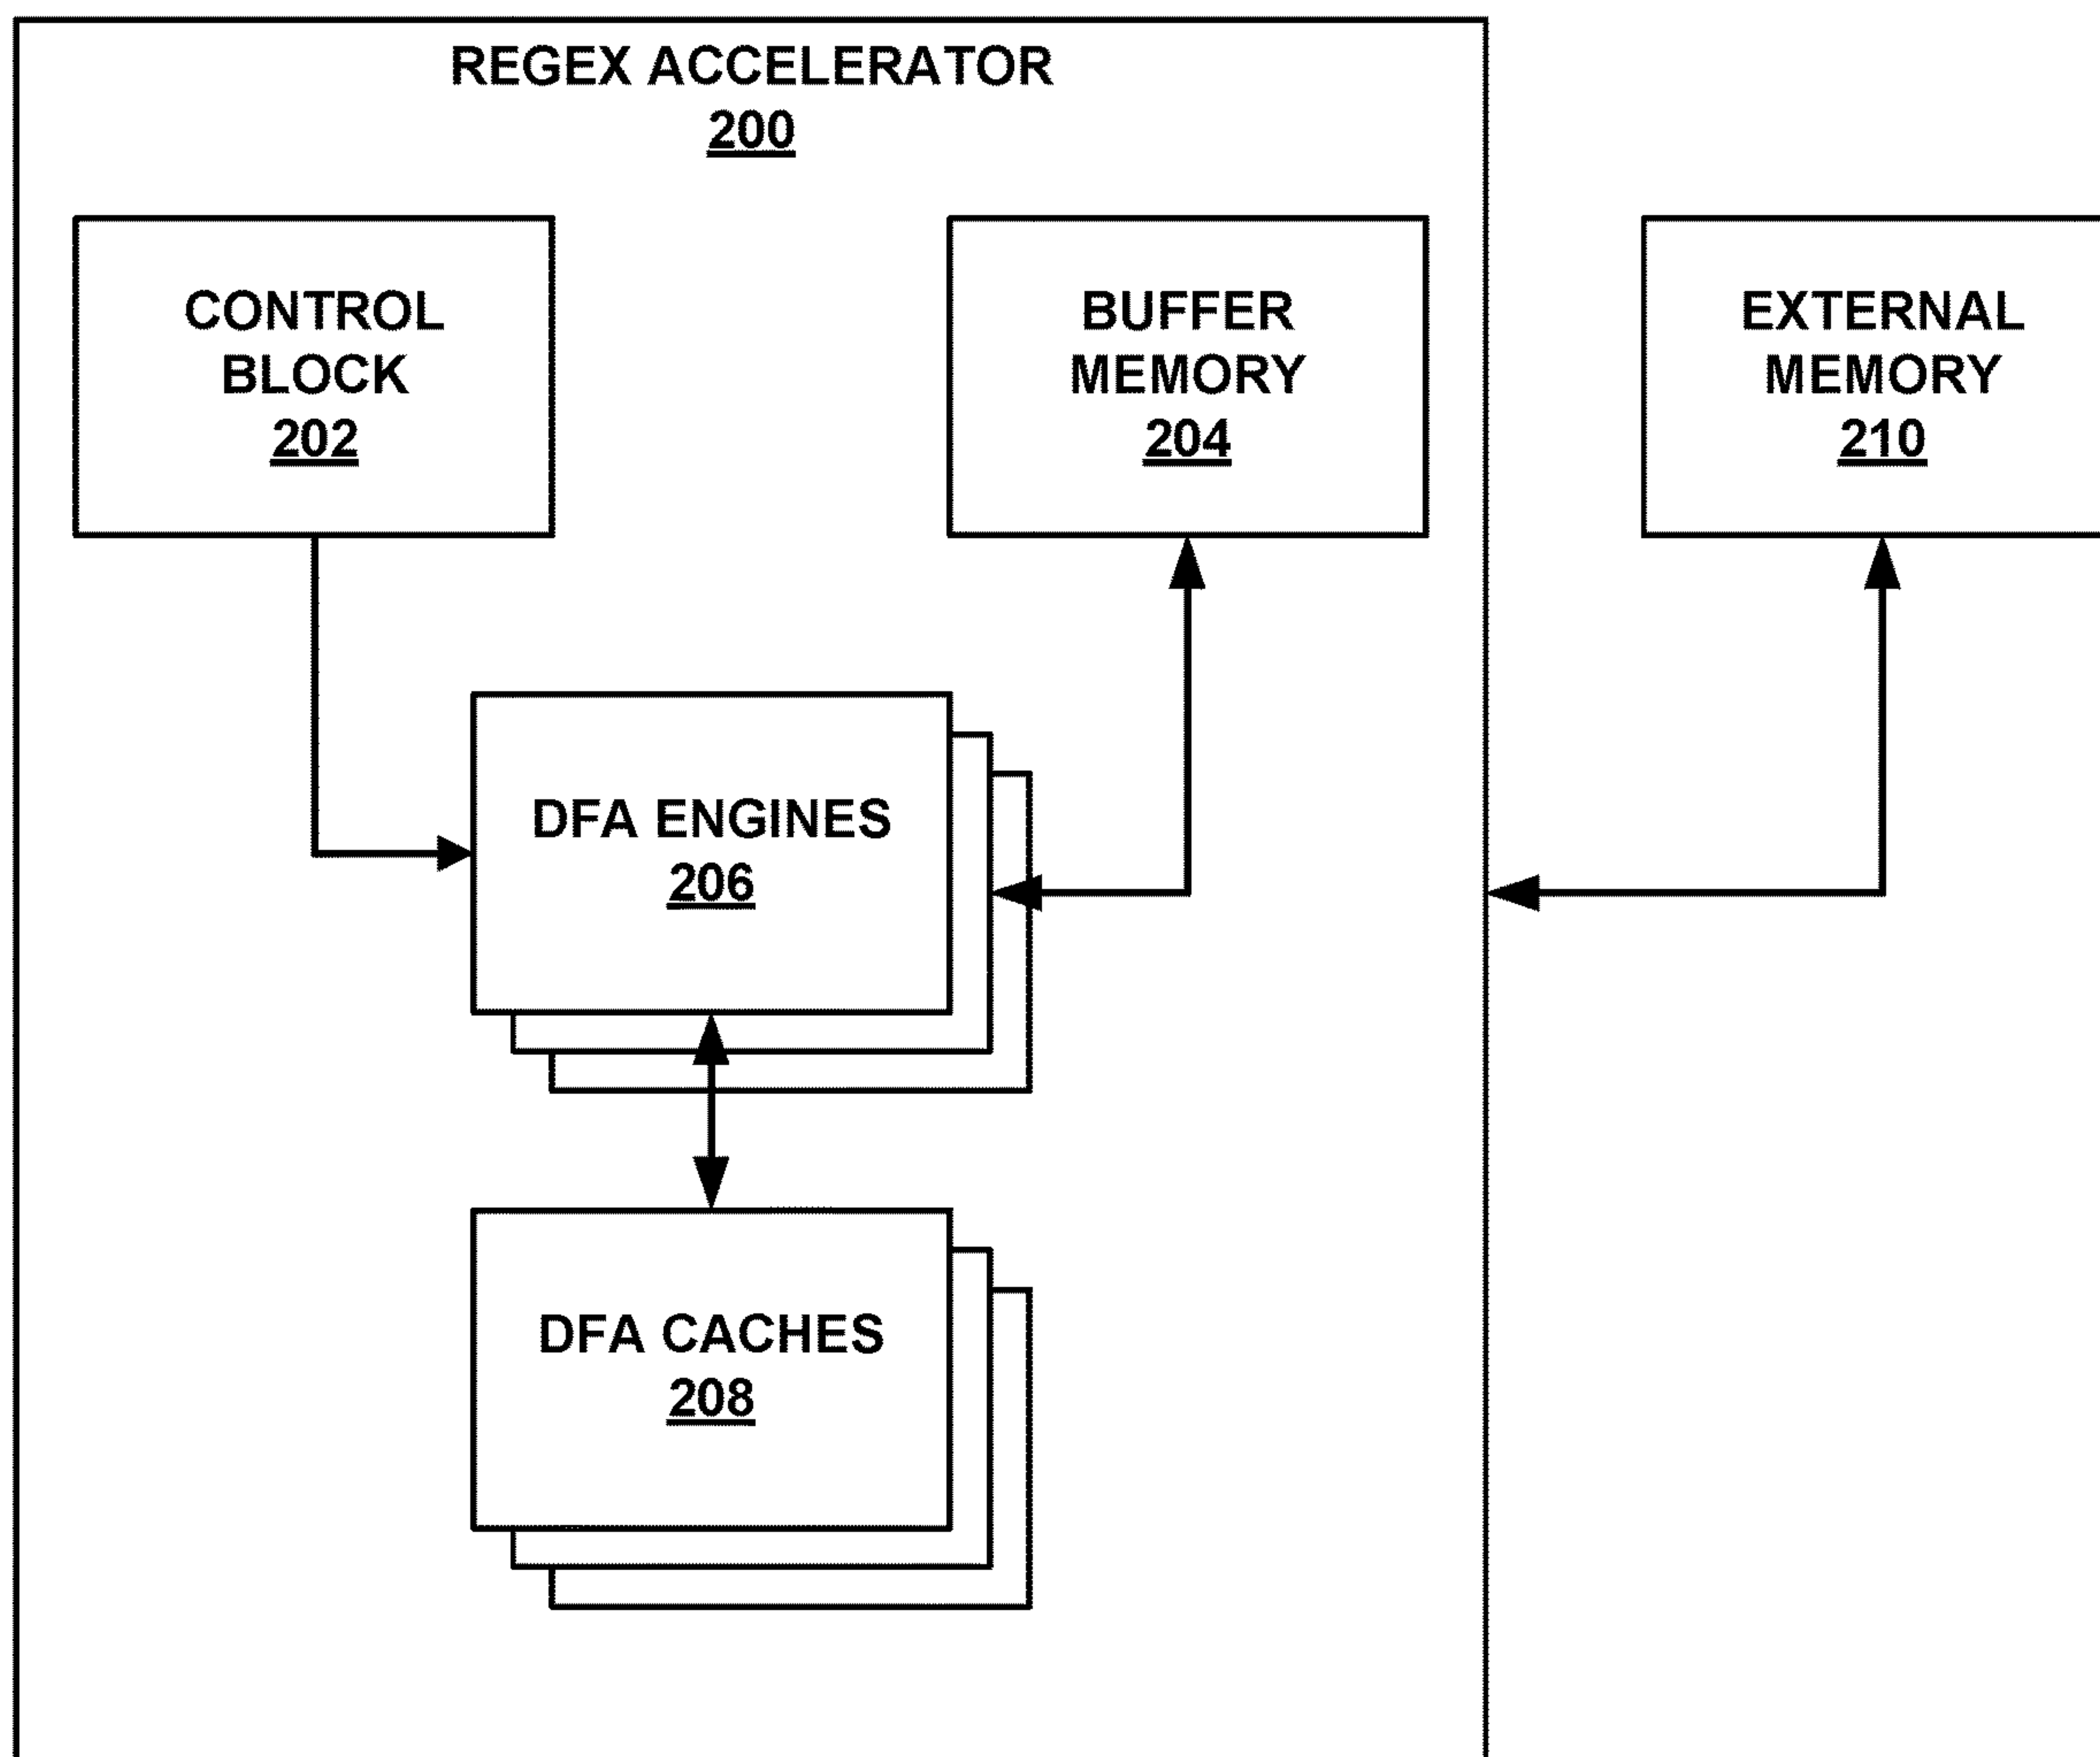 REGEX ACCELERATOR
200
CONTROL
BLOCK
202
BUFFER
MEMORY
204
EXTERNAL
MEMORY
210
DFA ENGINES
206
DFA CACHES
208